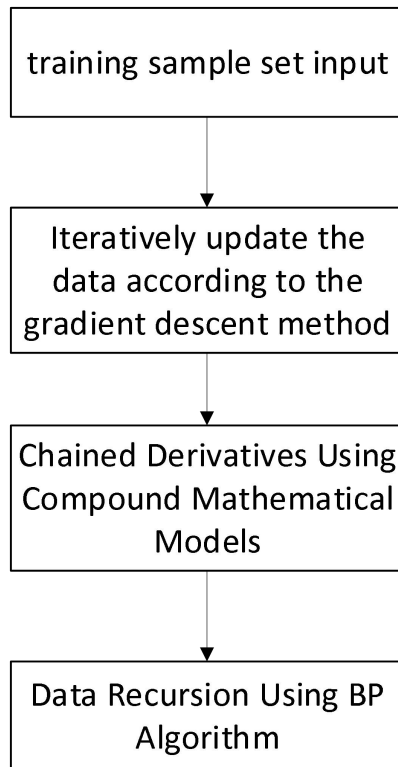 training sample set input
Iteratively update the
data according to the
gradient descent method
Chained Derivatives Using
Compound Mathematical
Models
Data Recursion Using BP
Algorithm